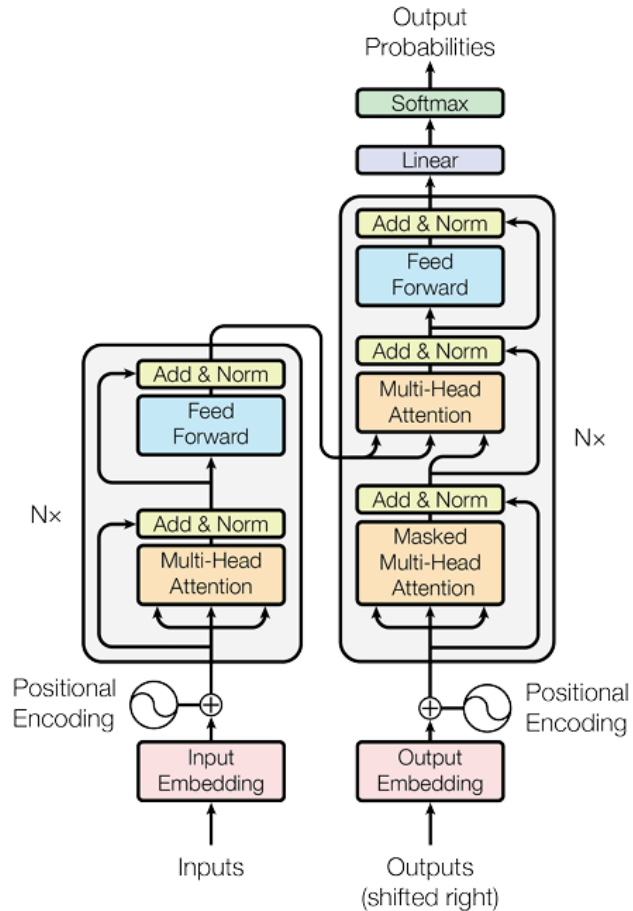 Output
Probabilities
Softmax
Linear
Add & Norm
Feed
Forward
Add & Norm
Multi-Head
Attention
Nx
Add & Norm
Masked
Multi-Head
Attention
Add & Norm
Feed
Forward
Nx
Add & Norm
Multi-Head
Attention
Positional
Encoding
Positional
Encoding
Input
Embedding
Output
Embedding
Inputs
Outputs
(shifted right)